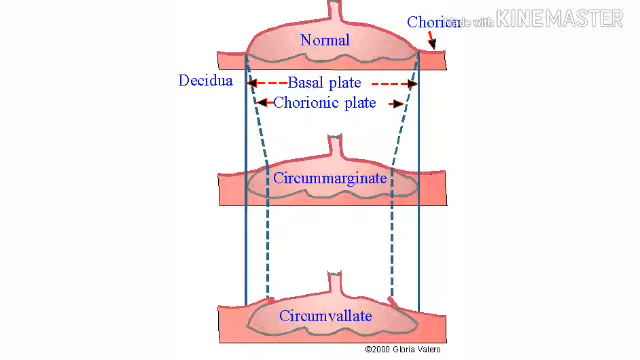 Made with KINEMASTER
Chorion
Normal
Decidua
Basal plate
Chorionic plate
Circummarginate
Circumvallate
©2000 Gloria Valero